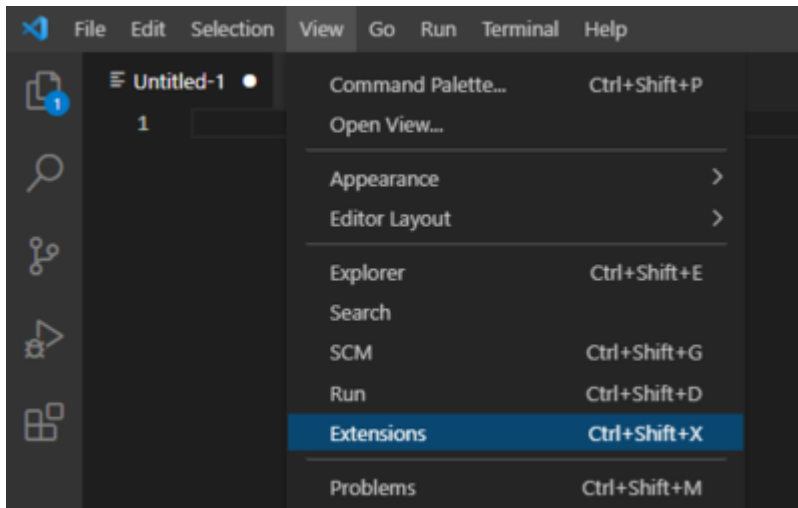 File Edit Selection View Go Run Terminal Help
Untitled-1
1
1
Command Palette... Ctrl+Shift+P
Open View...
Appearance
Editor Layout
Explorer Ctrl+Shift+E
Search
SCM Ctrl+Shift+G
Run Ctrl+Shift+D
Extensions Ctrl+Shift+X
Problems Ctrl+Shift+M